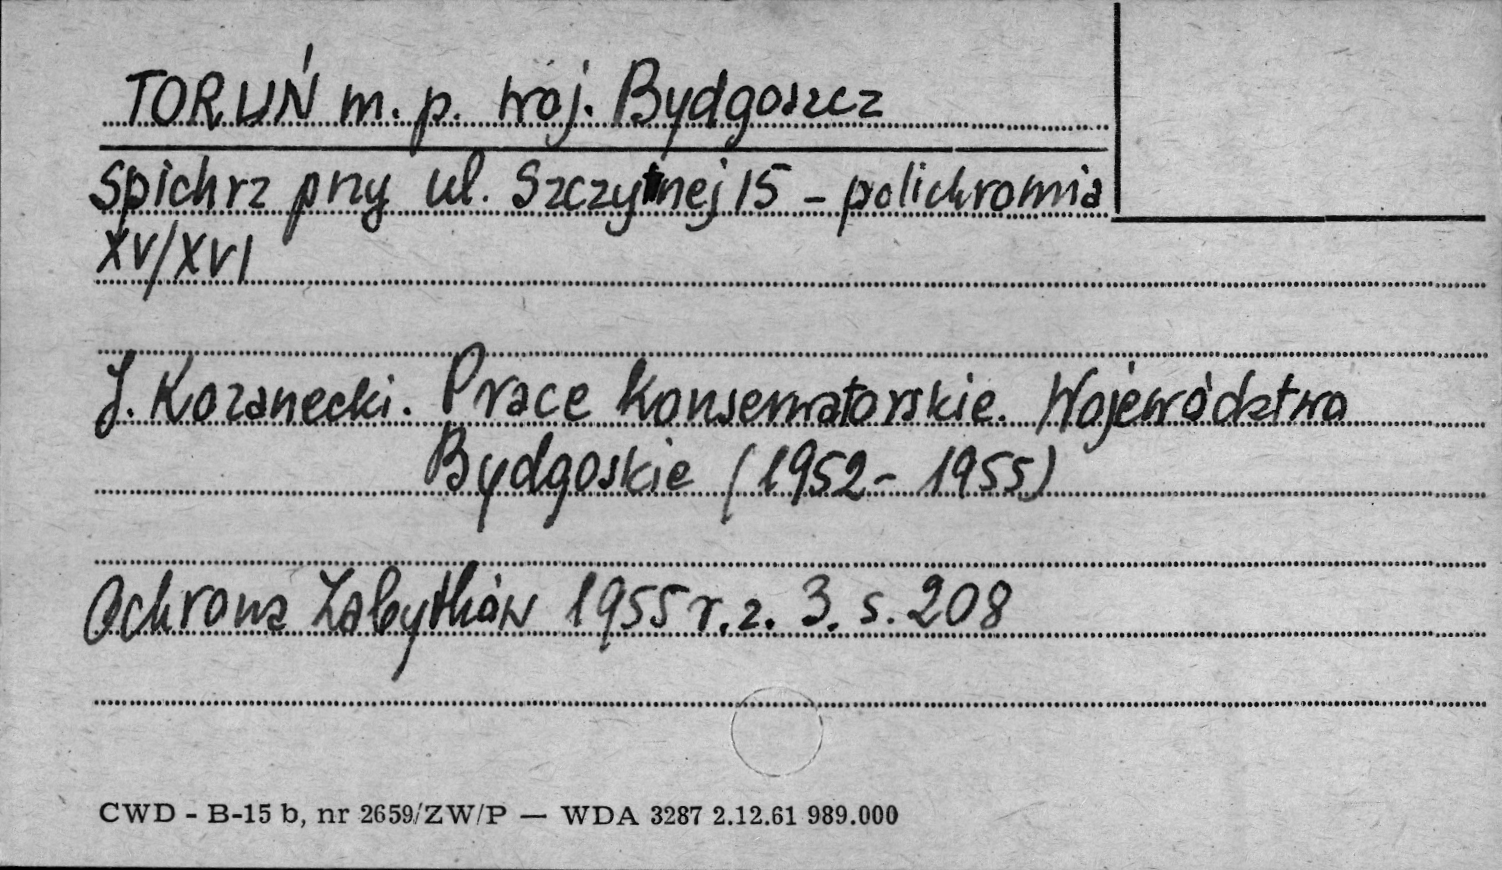 TORUŃ m. p. woj. Bydgoszcz
Spichrz przy ul. Szczytnej 15 - polichromia
XV/XVI
J. Kozanecki. Prace Konserwatorskie. Województwo
Bydgoskie (1952 - 1955)
Ochrona Zabytków 1955 r. z. 3. s. 208
CWD - B-15 b, nr 2659/ZW/P — WDA 3287 2.12.61 989.000